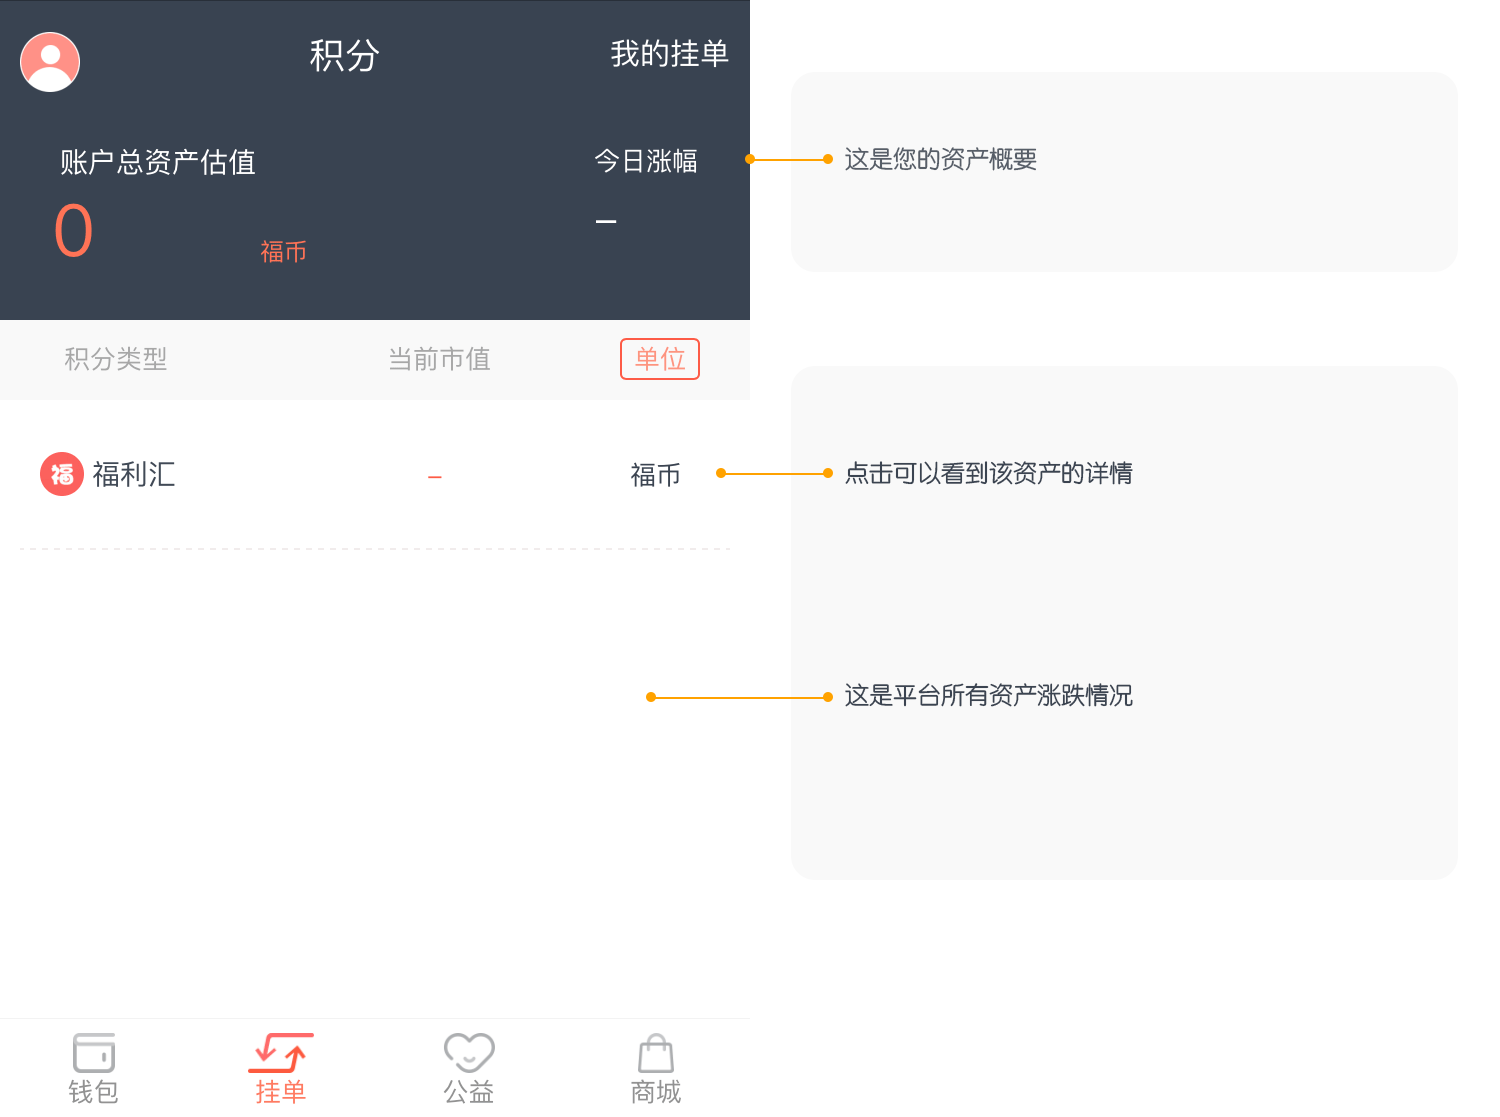 积分
我的挂单
账户总资产估值
今日涨幅
0
福币
–
这是您的资产概要
积分类型
当前市值
单位
福 福利汇
–
福币
点击可以看到该资产的详情
这是平台所有资产涨跌情况
钱包
挂单
公益
商城